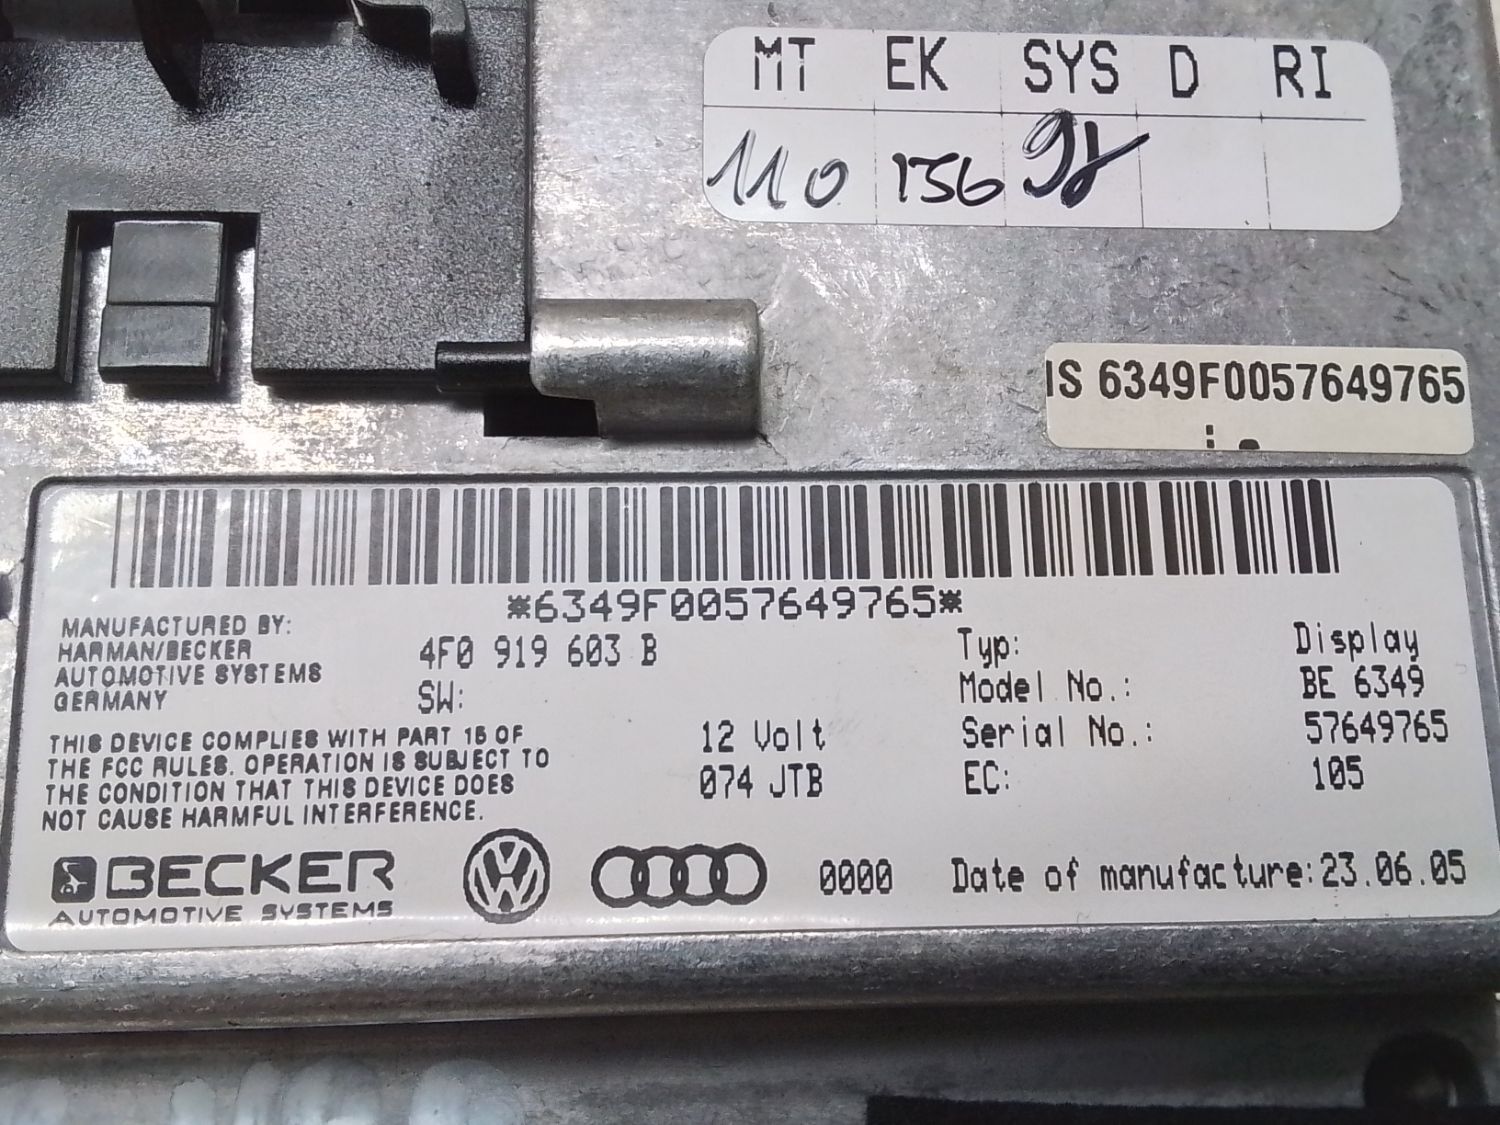 MT EK SYS D RI
110 156
IS 6349F0057649765
*6349F0057649765*
MANUFACTURED BY:
HARMAN/BECKER
AUTOMOTIVE SYSTEMS
GERMANY
4F0 919 603 B
SW:
Typ: Display
Model No.: BE 6349
Serial No.: 57649765
EC: 105
12 Volt
074 JTB
THIS DEVICE COMPLIES WITH PART 15 OF
THE FCC RULES. OPERATION IS SUBJECT TO
THE CONDITION THAT THIS DEVICE DOES
NOT CAUSE HARMFUL INTERFERENCE.
BECKER
AUTOMOTIVE SYSTEMS
0000 Date of manufacture:23.06.05